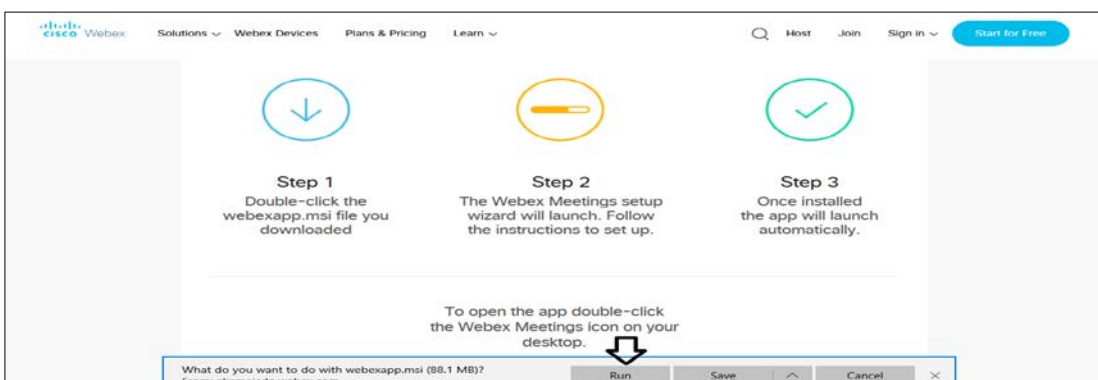 CISCO Webex
Solutions
Webex Devices
Plans & Pricing
Learn
Host
Join
Sign in
Start for Free
Step 1
Double-click the
webexapp.msi file you
downloaded
Step 2
The Webex Meetings setup
wizard will launch. Follow
the instructions to set up.
Step 3
Once installed
the app will launch
automatically.
To open the app double-click
the Webex Meetings icon on your
desktop.
What do you want to do with webexapp.msi (88.1 MB)?
Run
Save
Cancel